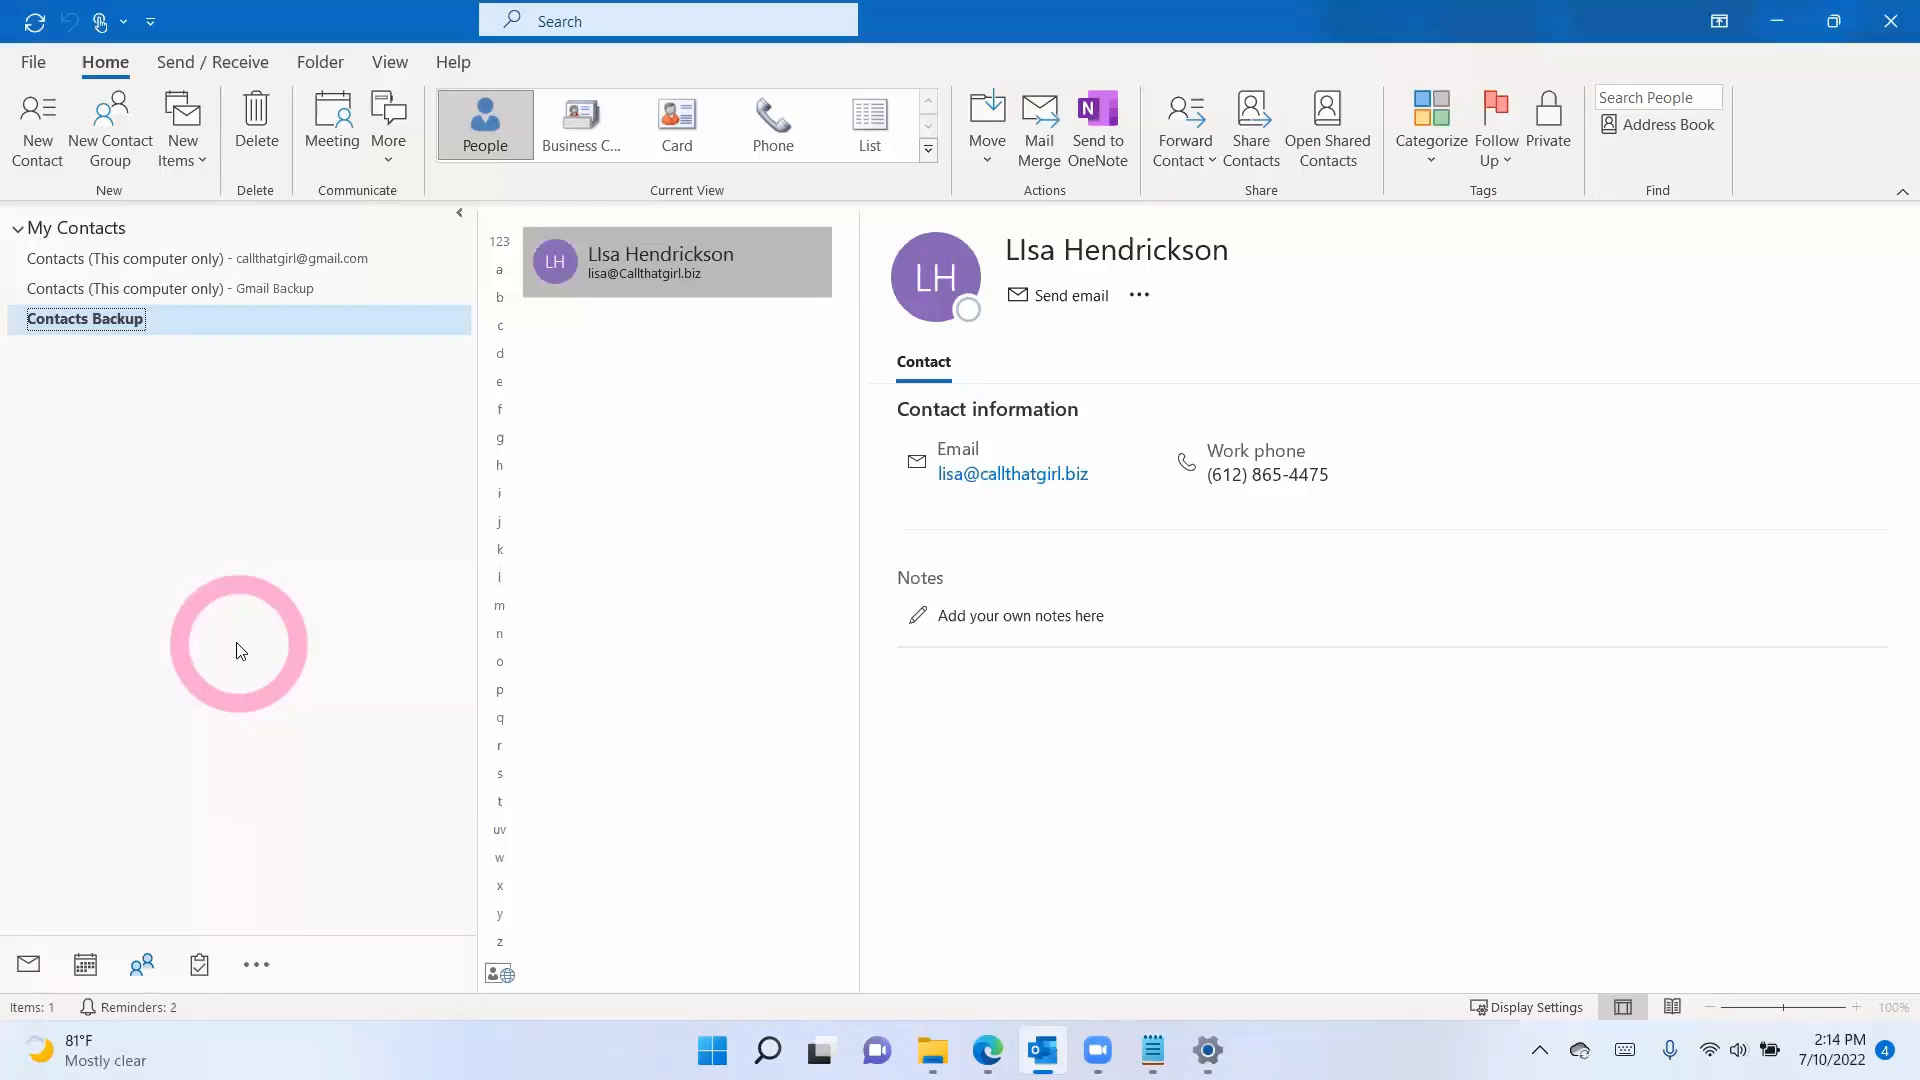 Search
File
Home
Send / Receive
Folder
View
Help
New
Contact
New Contact
Group
New
Items
New
Delete
Delete
Meeting
More
Communicate
People
Business C...
Card
Phone
List
Current View
Move
Mail
Merge
Send to
OneNote
Actions
Forward
Contact
Share
Contacts
Open Shared
Contacts
Share
Categorize
Follow
Up
Private
Tags
Search People
Address Book
Find
My Contacts
Contacts (This computer only) - callthatgirl@gmail.com
Contacts (This computer only) - Gmail Backup
Contacts Backup
123
a
b
c
d
e
f
g
h
i
j
k
l
m
n
o
p
q
r
s
t
uv
w
x
y
z
LH
LIsa Hendrickson
lisa@Callthatgirl.biz
LH
LIsa Hendrickson
Send email
Contact
Contact information
Email
lisa@callthatgirl.biz
Work phone
(612) 865-4475
Notes
Add your own notes here
Items: 1
Reminders: 2
Display Settings
100%
81°F
Mostly clear
2:14 PM
7/10/2022
4